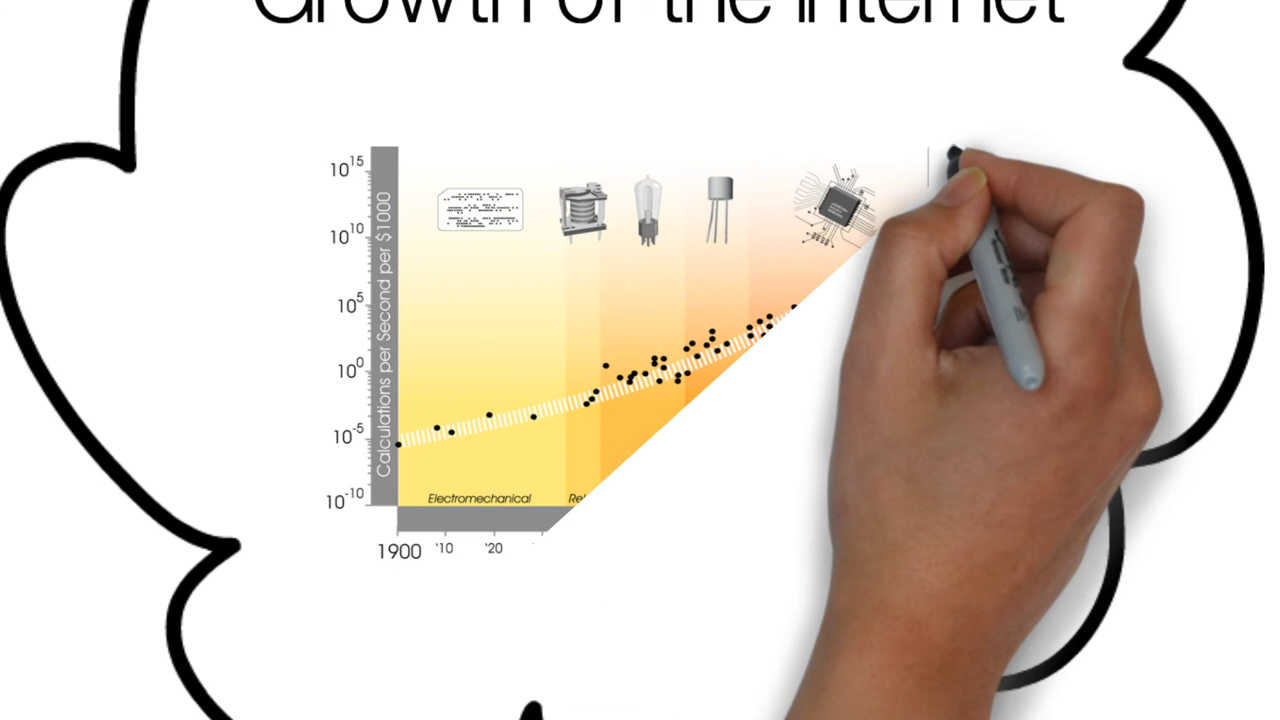 Growth of the Internet
10^15
10^10
10^5
10^0
10^-5
10^-10
Calculations per Second per $1000
Electromechanical
1900 '10 '20